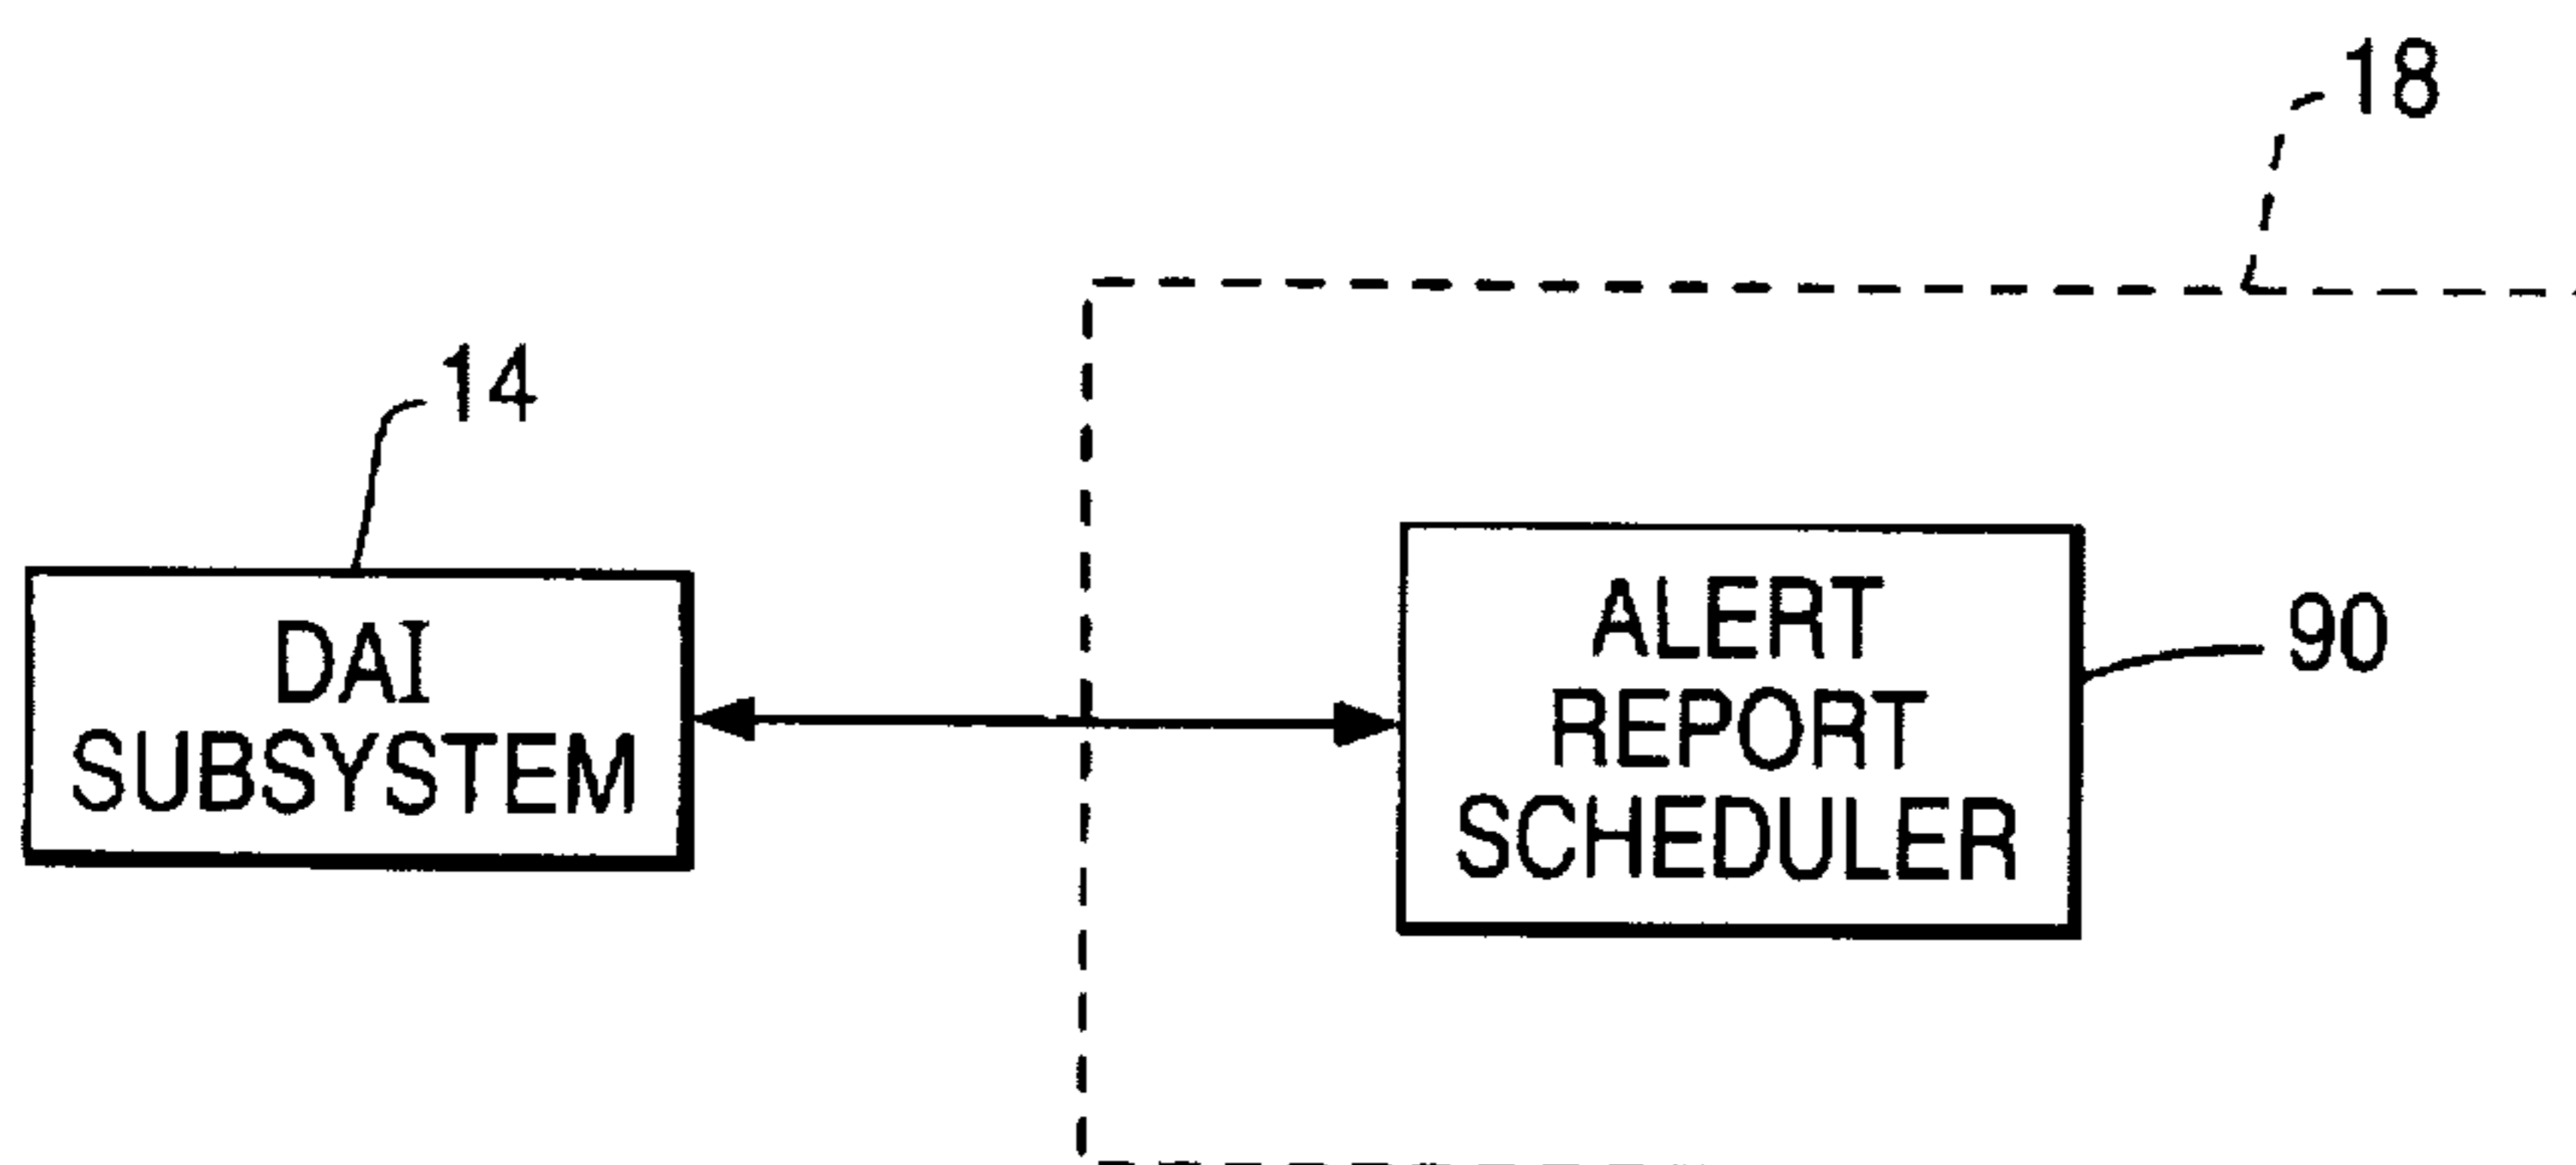 18
14
DAI
SUBSYSTEM
ALERT
REPORT
SCHEDULER
90